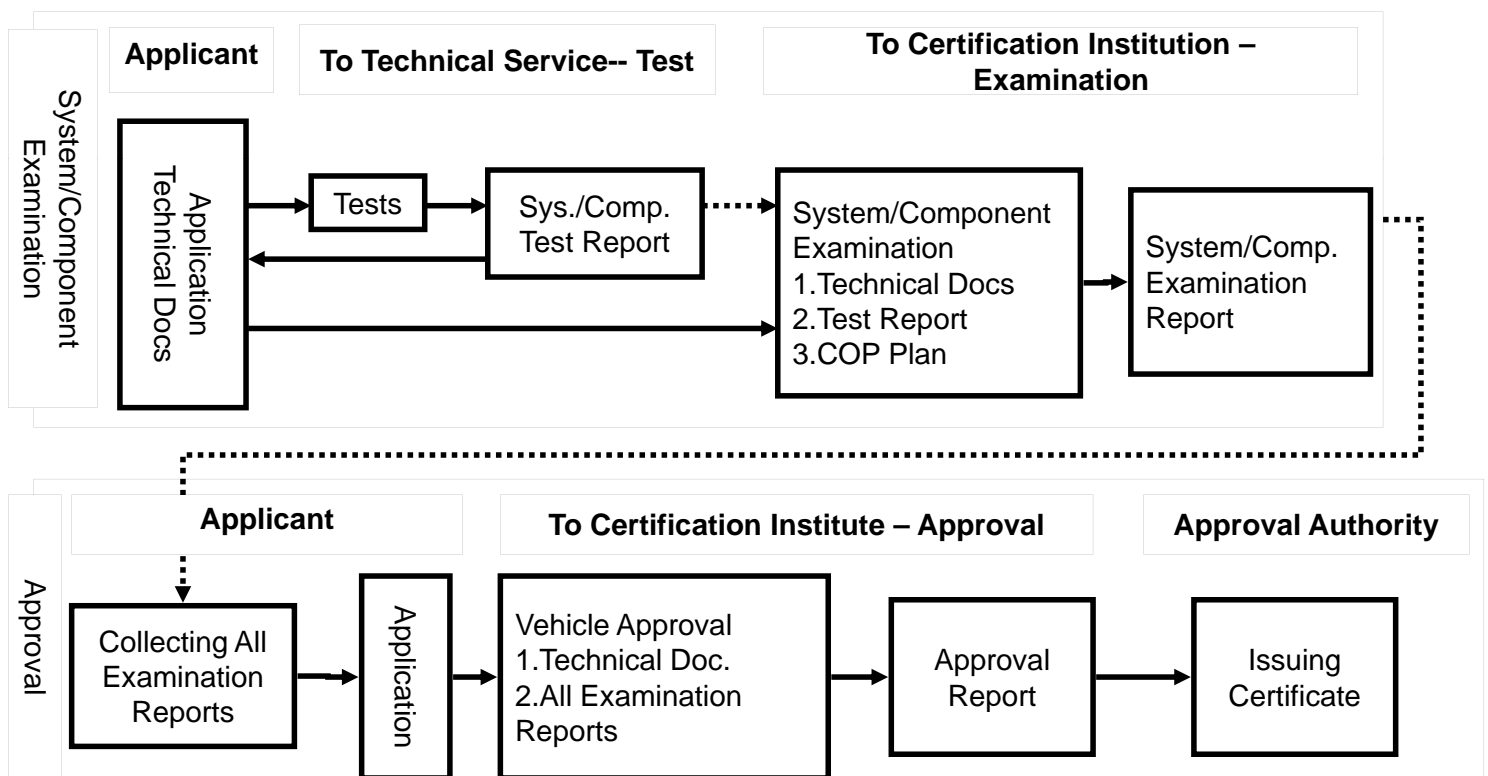 System/Component
Examination
Applicant
To Technical Service-- Test
To Certification Institution –
Examination
Application
Technical Docs
Tests
Sys./Comp.
Test Report
System/Component
Examination
1.Technical Docs
2.Test Report
3.COP Plan
System/Comp.
Examination
Report
Approval
Applicant
To Certification Institute – Approval
Approval Authority
Collecting All
Examination
Reports
Application
Vehicle Approval
1.Technical Doc.
2.All Examination
Reports
Approval
Report
Issuing
Certificate